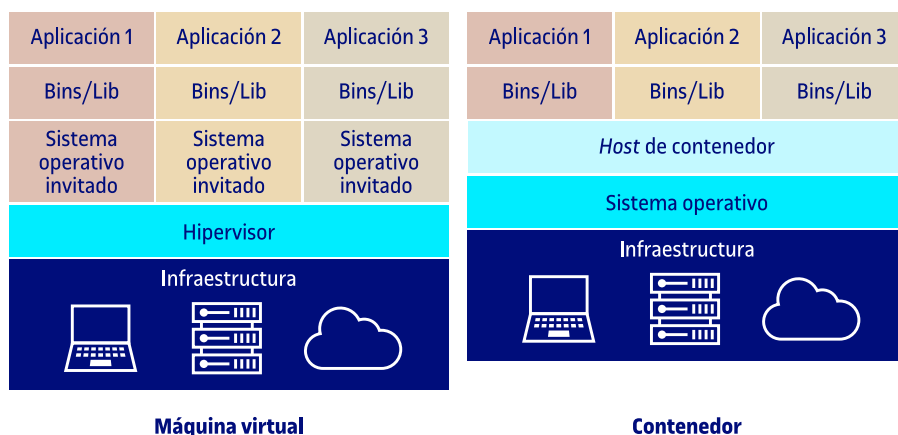 Aplicación 1
Aplicación 2
Aplicación 3
Bins/Lib
Bins/Lib
Bins/Lib
Sistema
operativo
invitado
Sistema
operativo
invitado
Sistema
operativo
invitado
Hipervisor
Infraestructura
Máquina virtual
Aplicación 1
Aplicación 2
Aplicación 3
Bins/Lib
Bins/Lib
Bins/Lib
Host de contenedor
Sistema operativo
Infraestructura
Contenedor